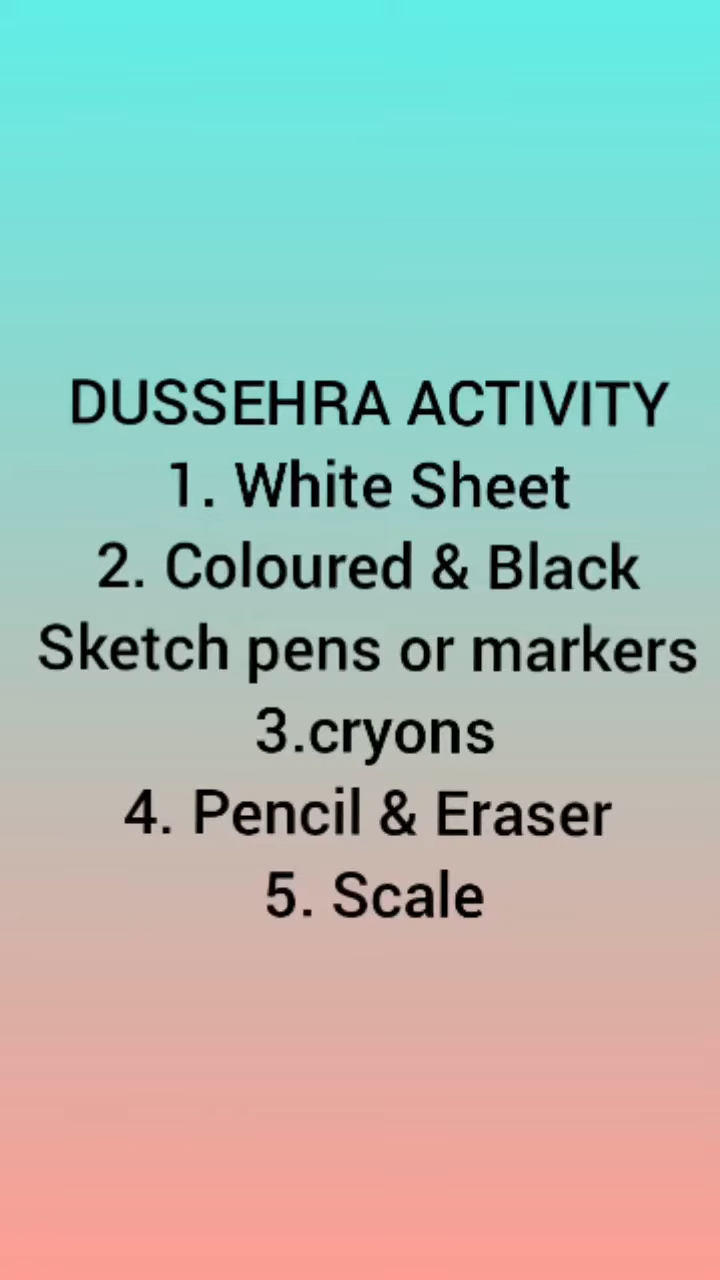 DUSSEHRA ACTIVITY
1. White Sheet
2. Coloured & Black
Sketch pens or markers
3.cryons
4. Pencil & Eraser
5. Scale